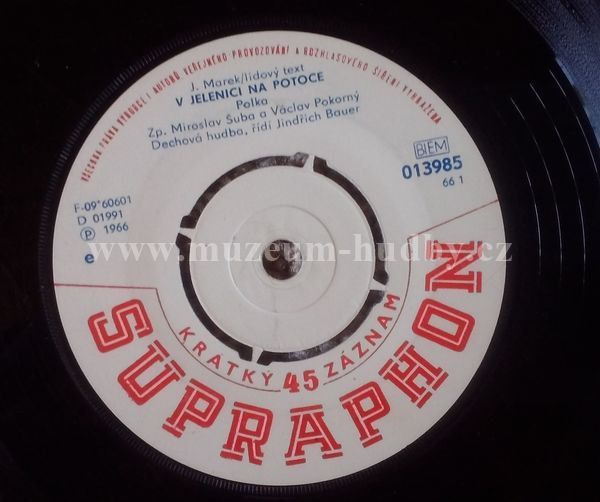 VŠECHNA PRÁVA VÝROBCE I AUTORŮ VEŘEJNÉHO PROVOZOVÁNÍ A ROZHLASOVÉHO ŠÍŘENÍ VYHRAŽENA
J. Marek/lidový text
V JELENICI NA POTOCE
Polka
Zp. Miroslav Šuba a Václav Pokorný
Dechová hudba, řídí Jindřich Bauer
BIEM
013985
66 1
F-09*60601
D 01991
Ⓟ 1966
e
www.muzeum-hudby.cz
KRATKÝ 45 ZÁZNAM
SUPRAPHON